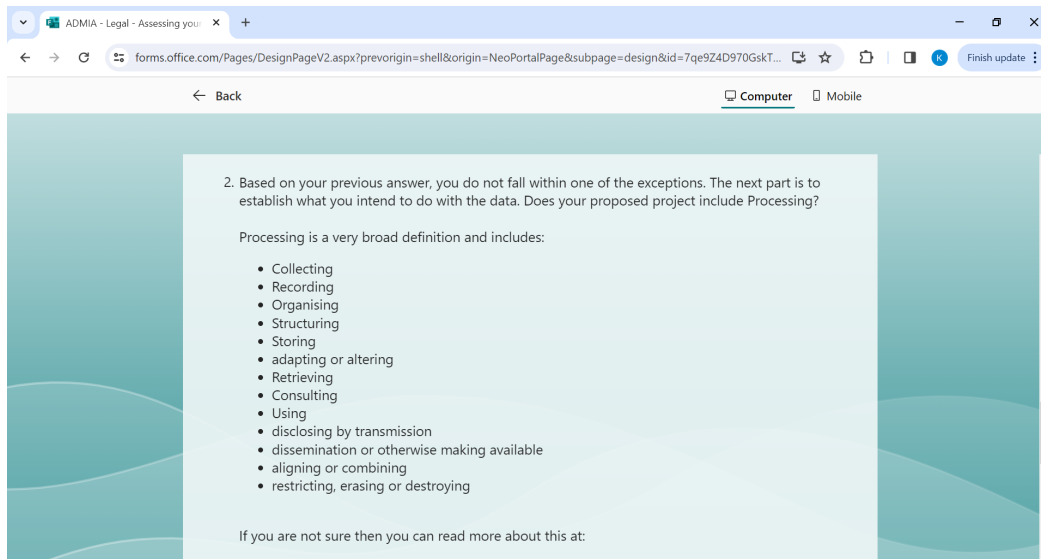 ADMIA - Legal - Assessing your
forms.office.com/Pages/DesignPageV2.aspx?prevorigin=shell&origin=NeoPortalPage&subpage=design&id=7qe9Z4D970GskT...
K
Finish update
Back
Computer
Mobile
2. Based on your previous answer, you do not fall within one of the exceptions. The next part is to
establish what you intend to do with the data. Does your proposed project include Processing?
Processing is a very broad definition and includes:
• Collecting
• Recording
• Organising
• Structuring
• Storing
• adapting or altering
• Retrieving
• Consulting
• Using
• disclosing by transmission
• dissemination or otherwise making available
• aligning or combining
• restricting, erasing or destroying
If you are not sure then you can read more about this at: